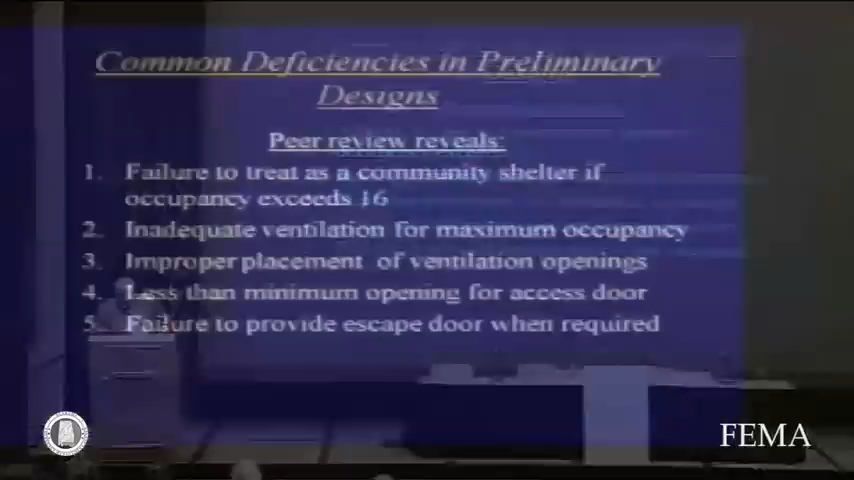 Common Deficiencies in Preliminary
Designs
Peer review reveals:
1. Failure to treat as a community shelter if
occupancy exceeds 16
2. Inadequate ventilation for maximum occupancy
3. Improper placement of ventilation openings
4. Less than minimum opening for access door
5. Failure to provide escape door when required
FEMA